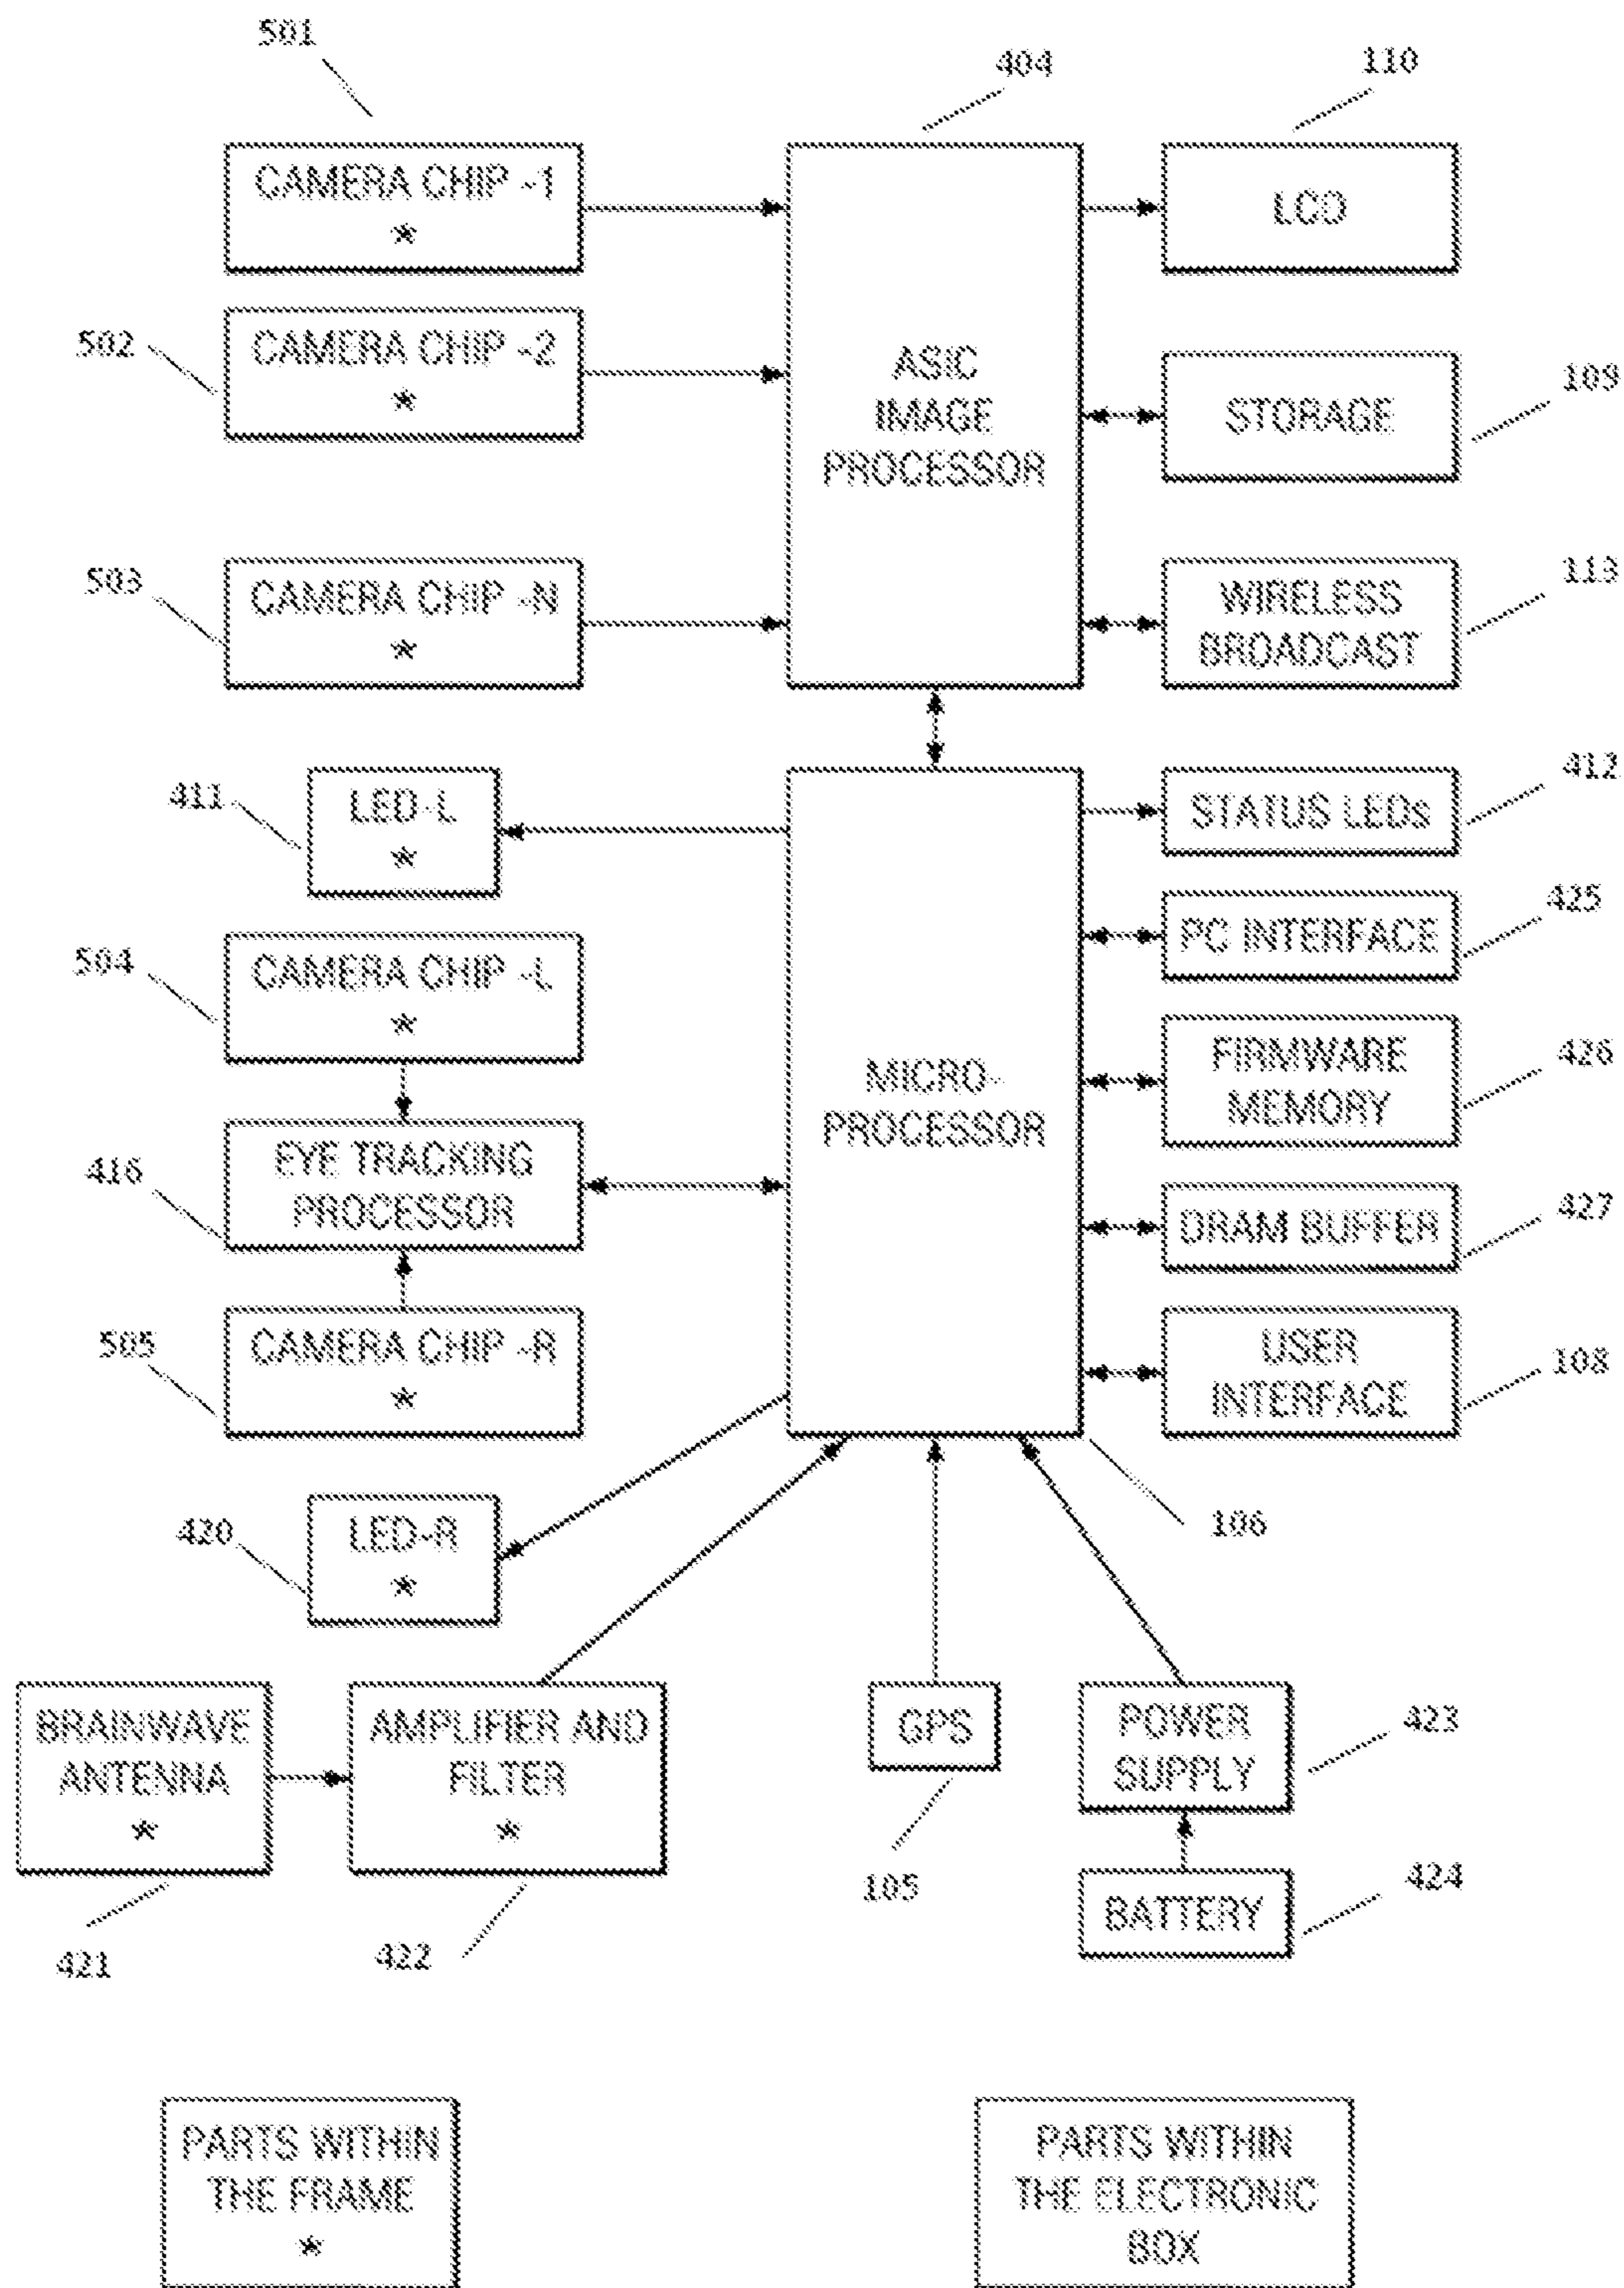 501
404
110
CAMERA CHIP -1
*
LCD
502
CAMERA CHIP -2
*
ASIC
IMAGE
PROCESSOR
109
STORAGE
503
CAMERA CHIP -N
*
113
WIRELESS
BROADCAST
411
LED-L
*
412
STATUS LEDs
425
PC INTERFACE
504
CAMERA CHIP -L
*
MICRO-
PROCESSOR
FIRMWARE
MEMORY
426
416
EYE TRACKING
PROCESSOR
DRAM BUFFER
427
505
CAMERA CHIP -R
*
USER
INTERFACE
108
106
420
LED-R
*
BRAINWAVE
ANTENNA
*
AMPLIFIER AND
FILTER
*
GPS
POWER
SUPPLY
423
105
BATTERY
424
421
422
PARTS WITHIN
THE FRAME
*
PARTS WITHIN
THE ELECTRONIC
BOX